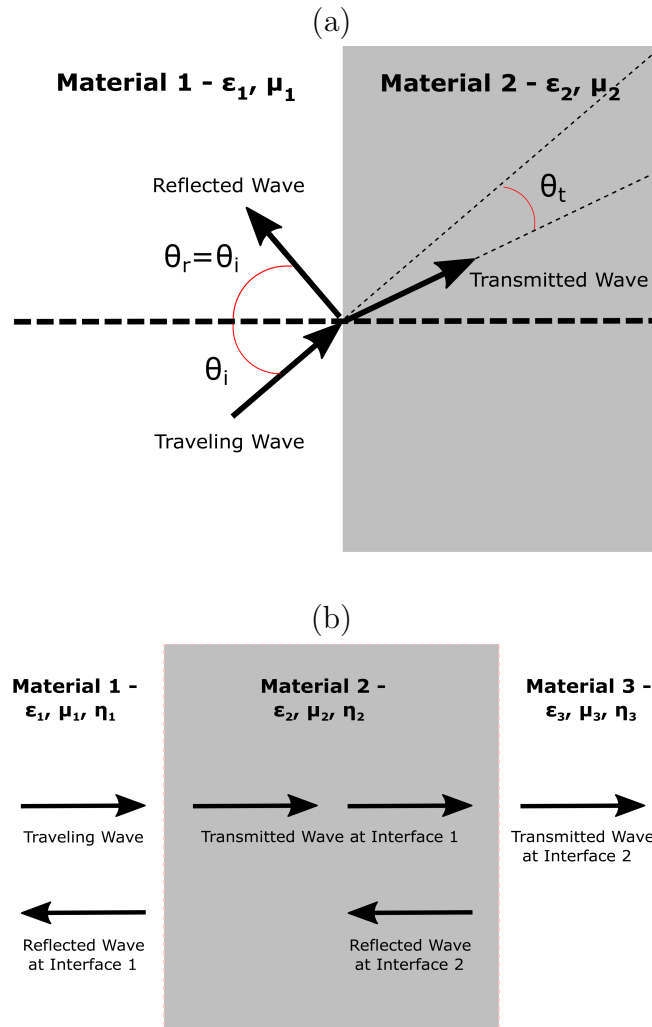 (a)
Material 1 - ε₁, μ₁
Material 2 - ε₂, μ₂
Reflected Wave
θₜ
θᵣ=θᵢ
Transmitted Wave
θᵢ
Traveling Wave
(b)
Material 1 -
ε₁, μ₁, η₁
Material 2 -
ε₂, μ₂, η₂
Material 3 -
ε₃, μ₃, η₃
Traveling Wave
Transmitted Wave at Interface 1
Transmitted Wave
at Interface 2
Reflected Wave
at Interface 1
Reflected Wave
at Interface 2